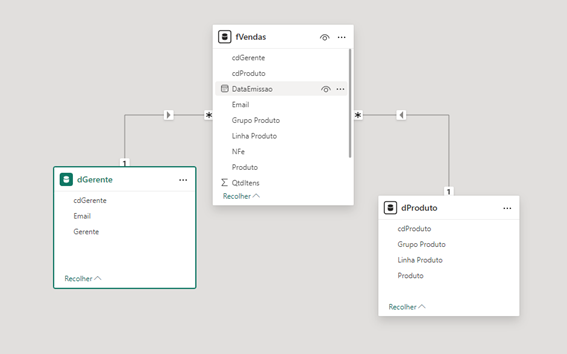 fVendas
cdGerente
cdProduto
DataEmissao
Email
Grupo Produto
Linha Produto
NFe
Produto
QtdItens
Recolher
1
*
*
1
dGerente
cdGerente
Email
Gerente
Recolher
dProduto
cdProduto
Grupo Produto
Linha Produto
Produto
Recolher